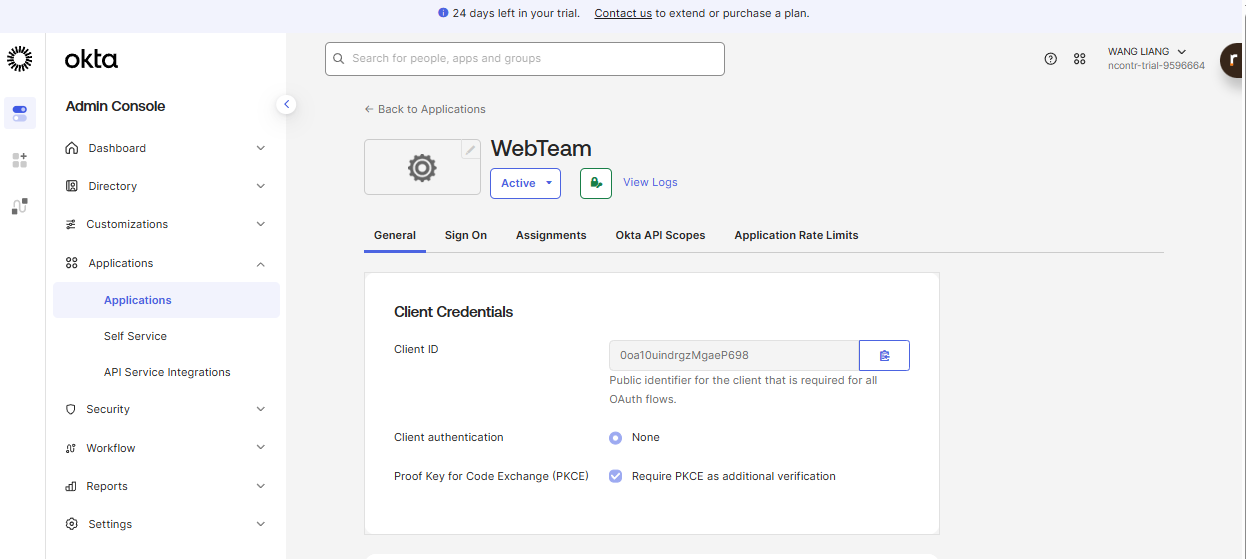 24 days left in your trial. Contact us to extend or purchase a plan.
okta
Search for people, apps and groups
WANG LIANG
ncontr-trial-9596664
r
Admin Console
Dashboard
Directory
Customizations
Applications
Applications
Self Service
API Service Integrations
Security
Workflow
Reports
Settings
← Back to Applications
WebTeam
Active
View Logs
General Sign On Assignments Okta API Scopes Application Rate Limits
Client Credentials
Client ID
0oa10uindrgzMgaeP698
Public identifier for the client that is required for all
OAuth flows.
Client authentication
None
Proof Key for Code Exchange (PKCE)
Require PKCE as additional verification